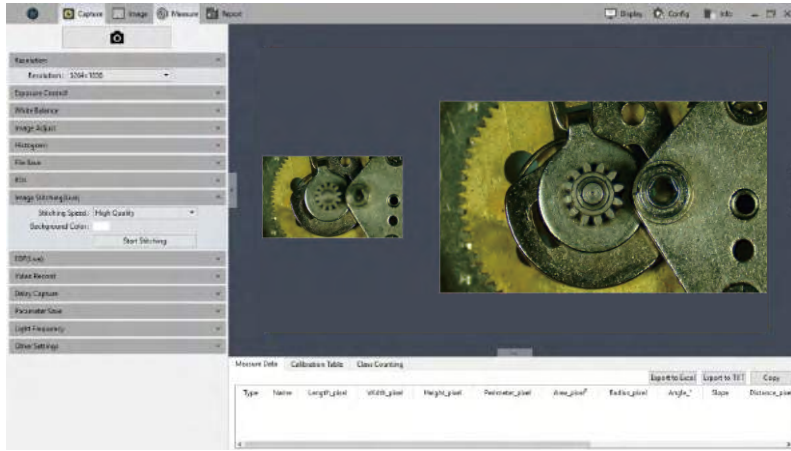 Capture Image Measure Report Display Config Info
Resolution
Resolution:
Exposure Control
White Balance
Image Adjust
Histogram
File Save
ROI
Image Stitching(Live)
Stitching Speed: High Quality
Background Color:
Start Stitching
EDF(Live)
Video Record
Delay Capture
Parameter Save
Light Frequency
Other Settings
Measure Data Calibration Table Class Counting
Export to Excel Export to TXT Copy
Type Name Length_pixel Width_pixel Height_pixel Perimeter_pixel Area_pixel² Radius_pixel Angle_° Slope Distance_pixe